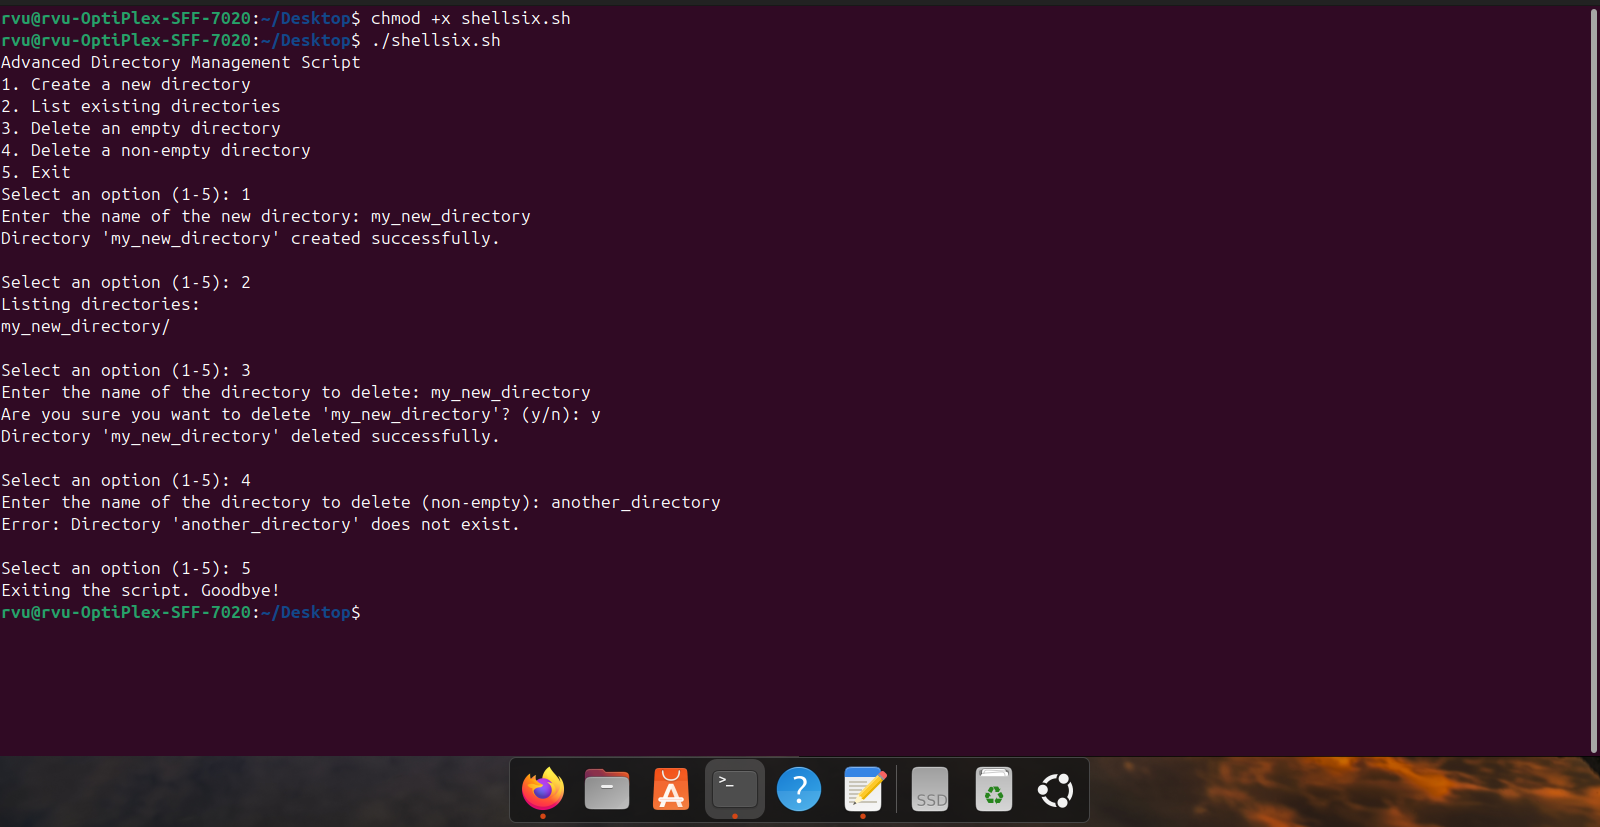 rvu@rvu-OptiPlex-SFF-7020:~/Desktop$ chmod +x shellsix.sh
rvu@rvu-OptiPlex-SFF-7020:~/Desktop$ ./shellsix.sh
Advanced Directory Management Script
1. Create a new directory
2. List existing directories
3. Delete an empty directory
4. Delete a non-empty directory
5. Exit
Select an option (1-5): 1
Enter the name of the new directory: my_new_directory
Directory 'my_new_directory' created successfully.

Select an option (1-5): 2
Listing directories:
my_new_directory/

Select an option (1-5): 3
Enter the name of the directory to delete: my_new_directory
Are you sure you want to delete 'my_new_directory'? (y/n): y
Directory 'my_new_directory' deleted successfully.

Select an option (1-5): 4
Enter the name of the directory to delete (non-empty): another_directory
Error: Directory 'another_directory' does not exist.

Select an option (1-5): 5
Exiting the script. Goodbye!
rvu@rvu-OptiPlex-SFF-7020:~/Desktop$
>_ ? SSD